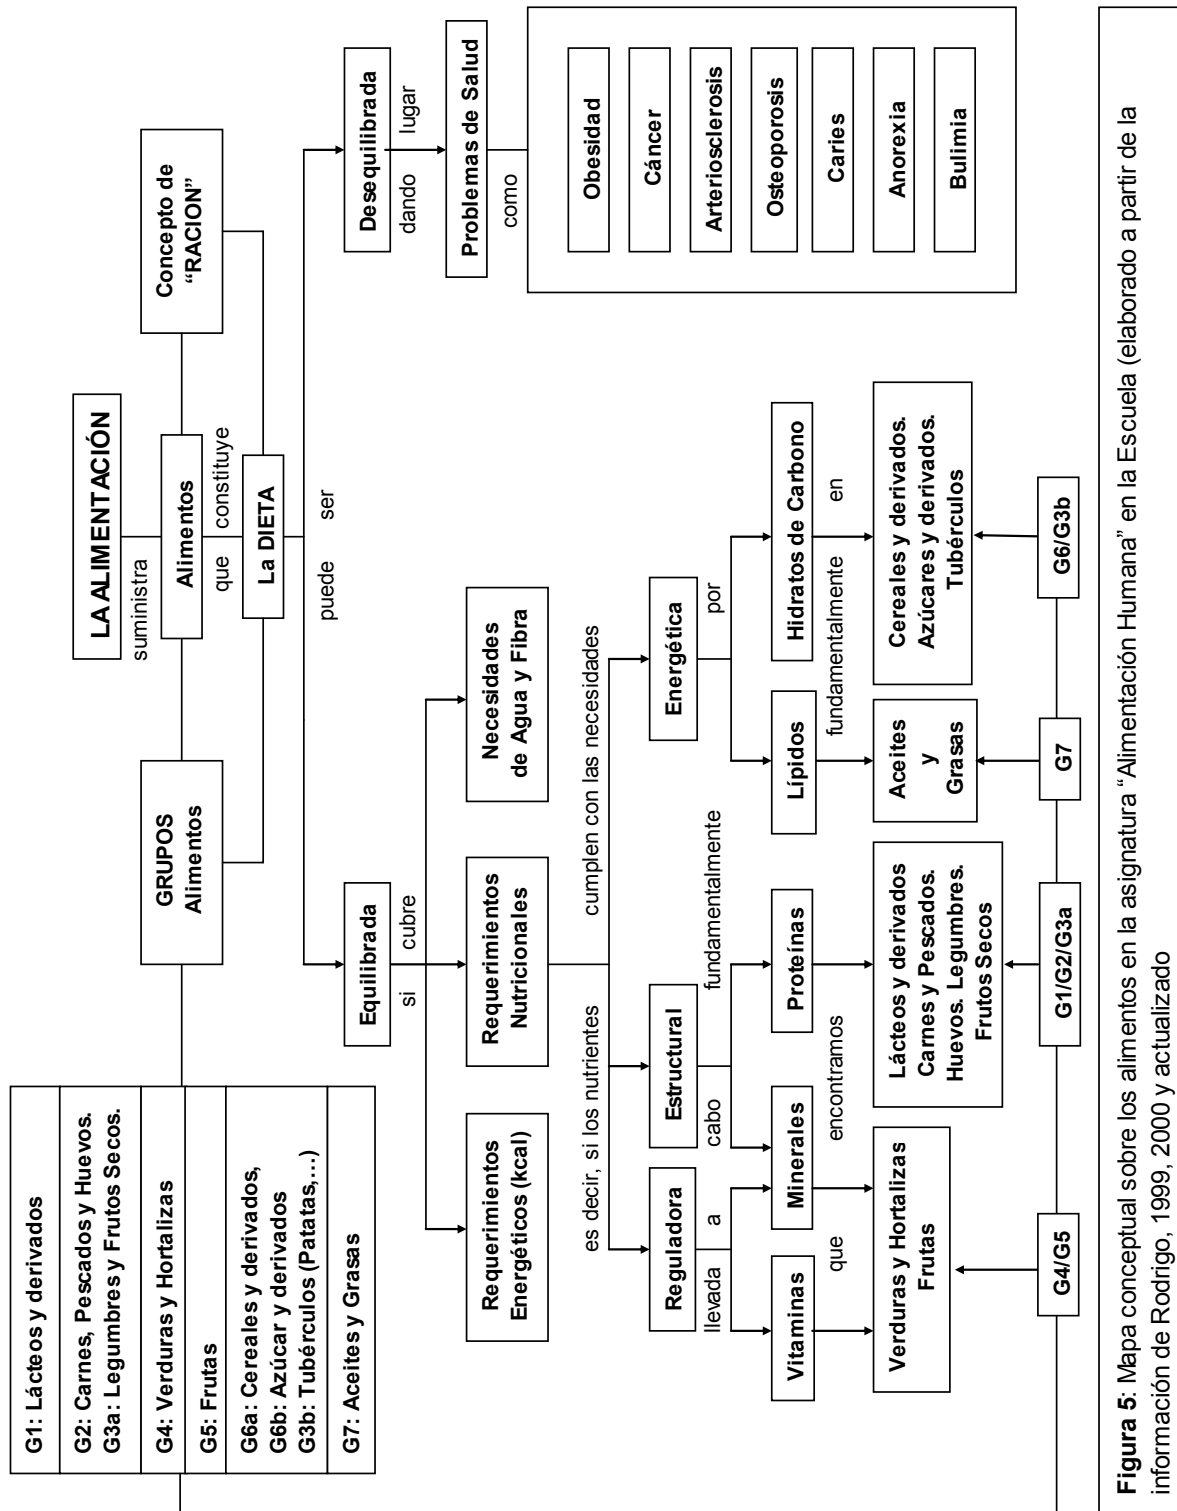 LA ALIMENTACIÓN
suministra
GRUPOS
Alimentos
Alimentos
Concepto de
“RACION”
que constituye
La DIETA
puede ser
G1: Lácteos y derivados
G2: Carnes, Pescados y Huevos.
G3a: Legumbres y Frutos Secos.
G4: Verduras y Hortalizas
G5: Frutas
G6a: Cereales y derivados,
G6b: Azúcar y derivados
G3b: Tubérculos (Patatas,…)
G7: Aceites y Grasas
Equilibrada
si cubre
Desequilibrada
dando lugar
Problemas de Salud
como
Obesidad
Cáncer
Arteriosclerosis
Osteoporosis
Caries
Anorexia
Bulimia
Requerimientos
Energéticos (kcal)
Requerimientos
Nutricionales
Necesidades
de Agua y Fibra
es decir, si los nutrientes
cumplen con las necesidades
Reguladora
Estructural
Energética
llevada a cabo fundamentalmente por
Vitaminas
Minerales
Proteínas
Lípidos
Hidratos de Carbono
que encontramos fundamentalmente en
Verduras y Hortalizas
Frutas
Lácteos y derivados
Carnes y Pescados.
Huevos. Legumbres.
Frutos Secos
Aceites
y
Grasas
Cereales y derivados.
Azúcares y derivados.
Tubérculos
G4/G5
G1/G2/G3a
G7
G6/G3b
Figura 5: Mapa conceptual sobre los alimentos en la asignatura “Alimentación Humana” en la Escuela (elaborado a partir de la
información de Rodrigo, 1999, 2000 y actualizado